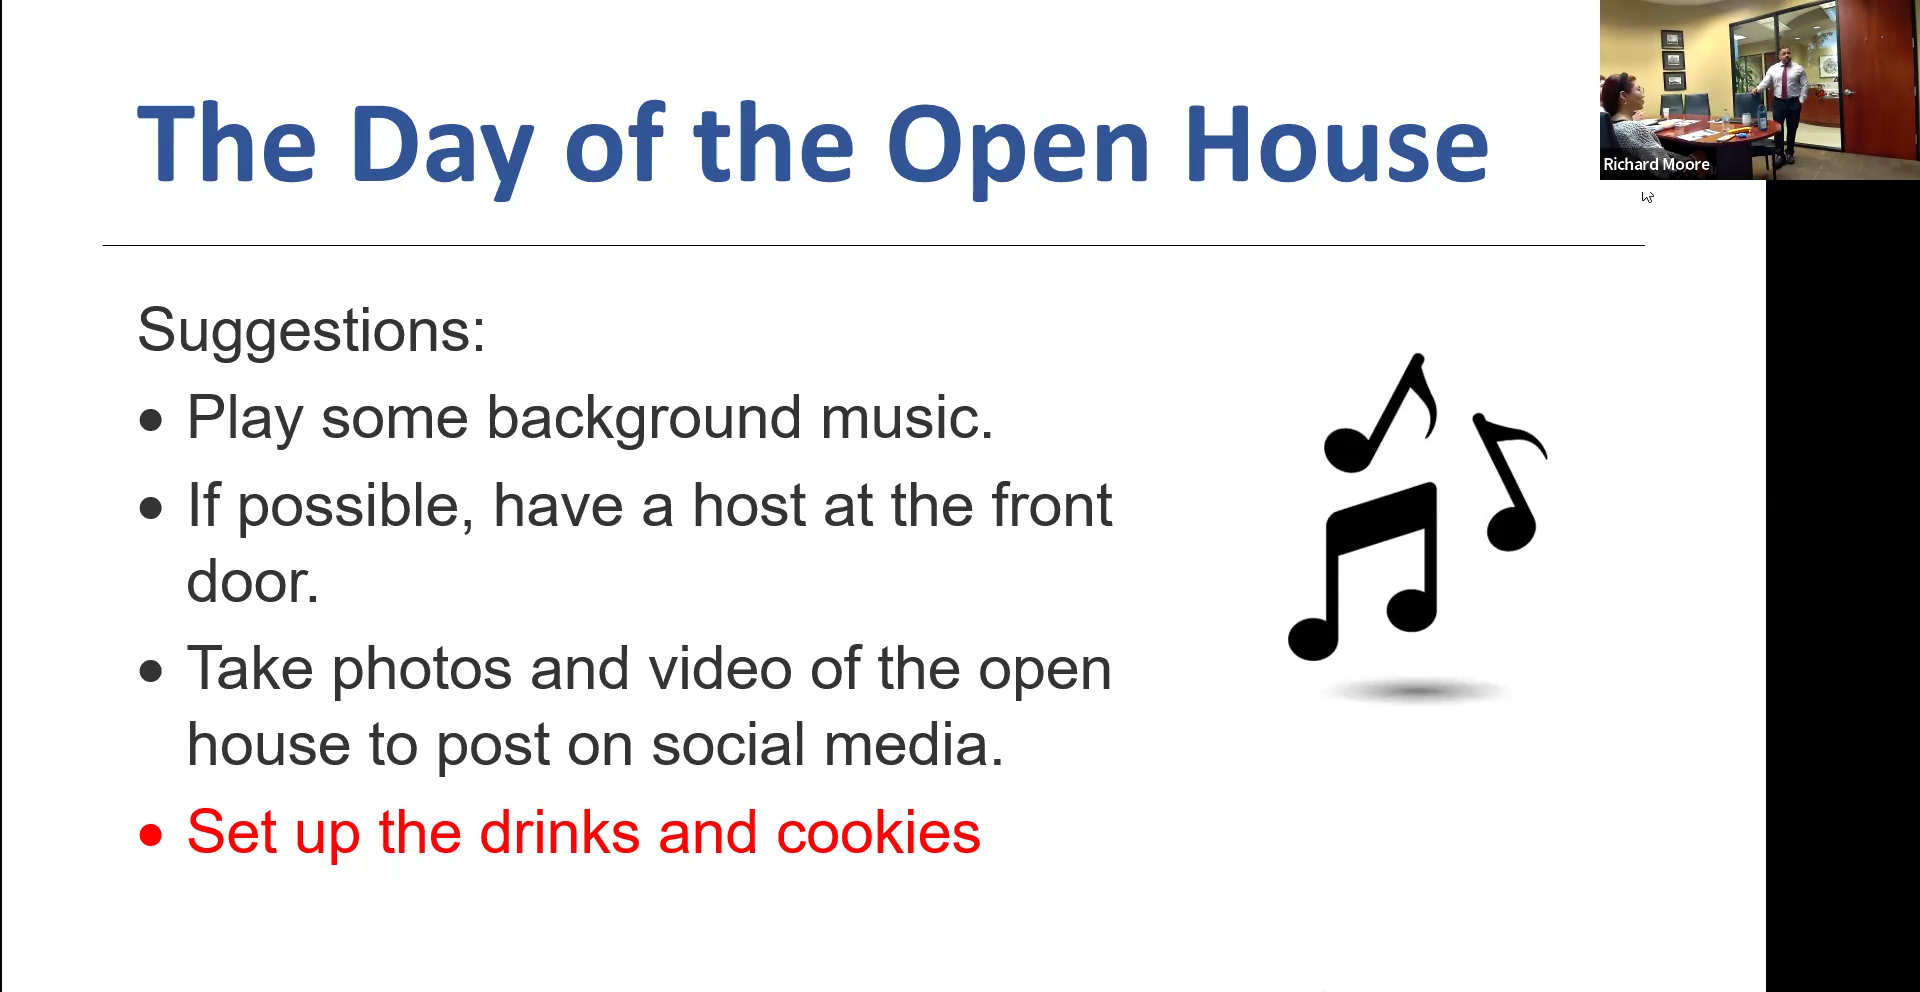 The Day of the Open House
Richard Moore
Suggestions:
• Play some background music.
• If possible, have a host at the front
door.
• Take photos and video of the open
house to post on social media.
• Set up the drinks and cookies